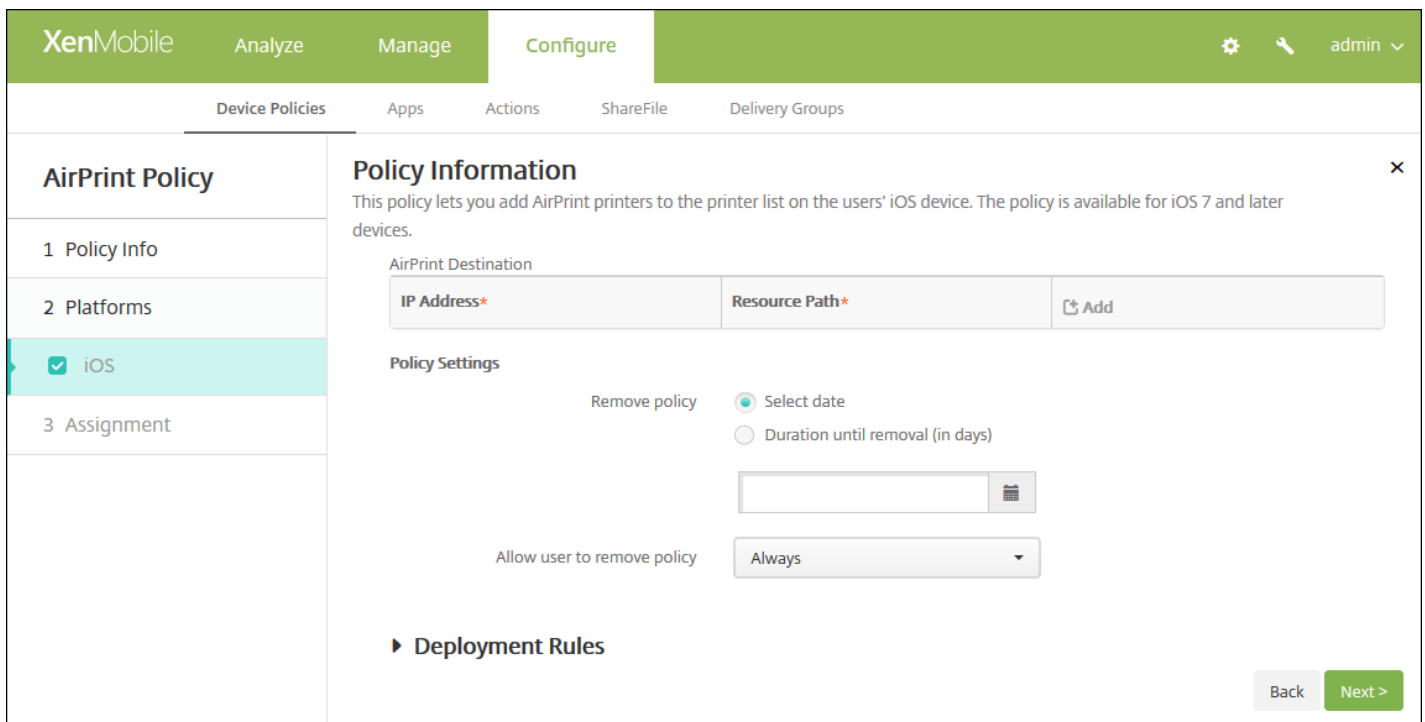 XenMobile Analyze Manage Configure admin
Device Policies Apps Actions ShareFile Delivery Groups
AirPrint Policy
1 Policy Info
2 Platforms
iOS
3 Assignment
Policy Information
This policy lets you add AirPrint printers to the printer list on the users' iOS device. The policy is available for iOS 7 and later
devices.
AirPrint Destination
IP Address* Resource Path* Add
Policy Settings
Remove policy Select date
Duration until removal (in days)
Allow user to remove policy Always
Deployment Rules
Back Next >